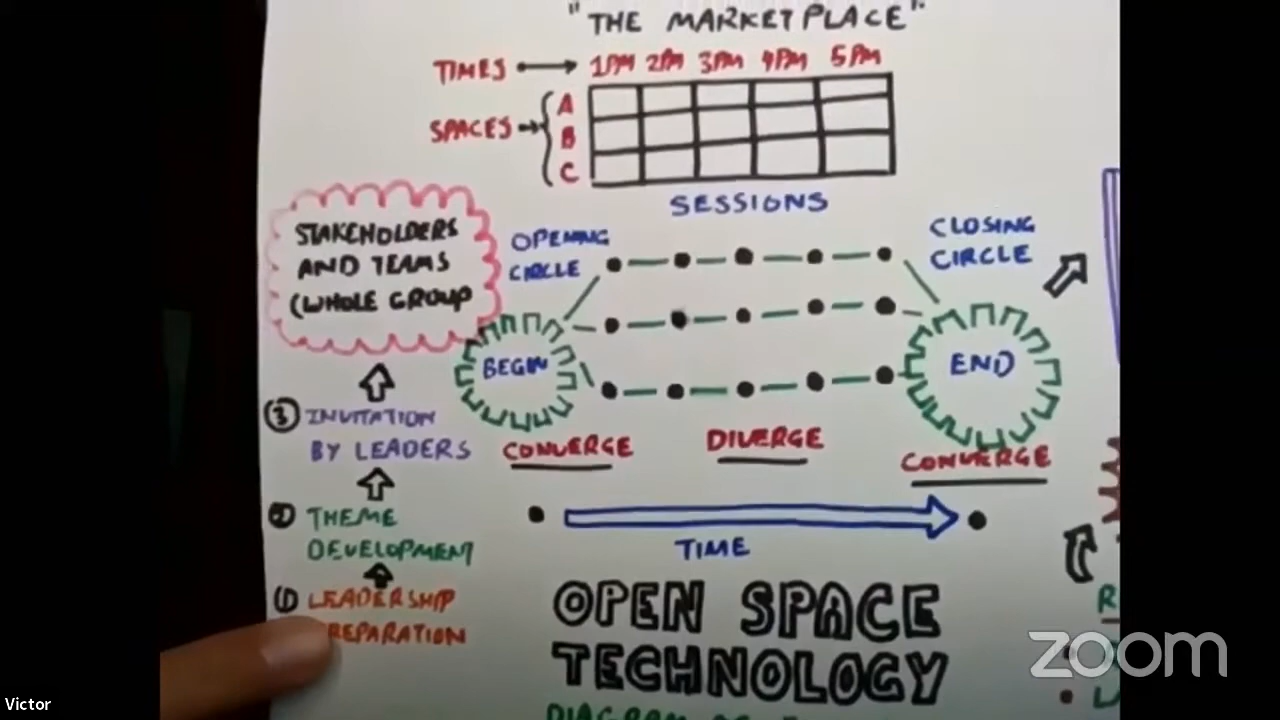 "THE MARKETPLACE"
TIMES 1PM 2PM 3PM 4PM 5PM
SPACES
A
B
C
SESSIONS
STAKEHOLDERS
AND TEAMS
(WHOLE GROUP
OPENING
CIRCLE
CLOSING
CIRCLE
BEGIN
END
③ INVITATION
BY LEADERS
CONVERGE
DIVERGE
CONVERGE
② THEME
DEVELOPMENT
TIME
① LEADERSHIP
REPARATION
OPEN SPACE
TECHNOLOGY
zoom
Victor